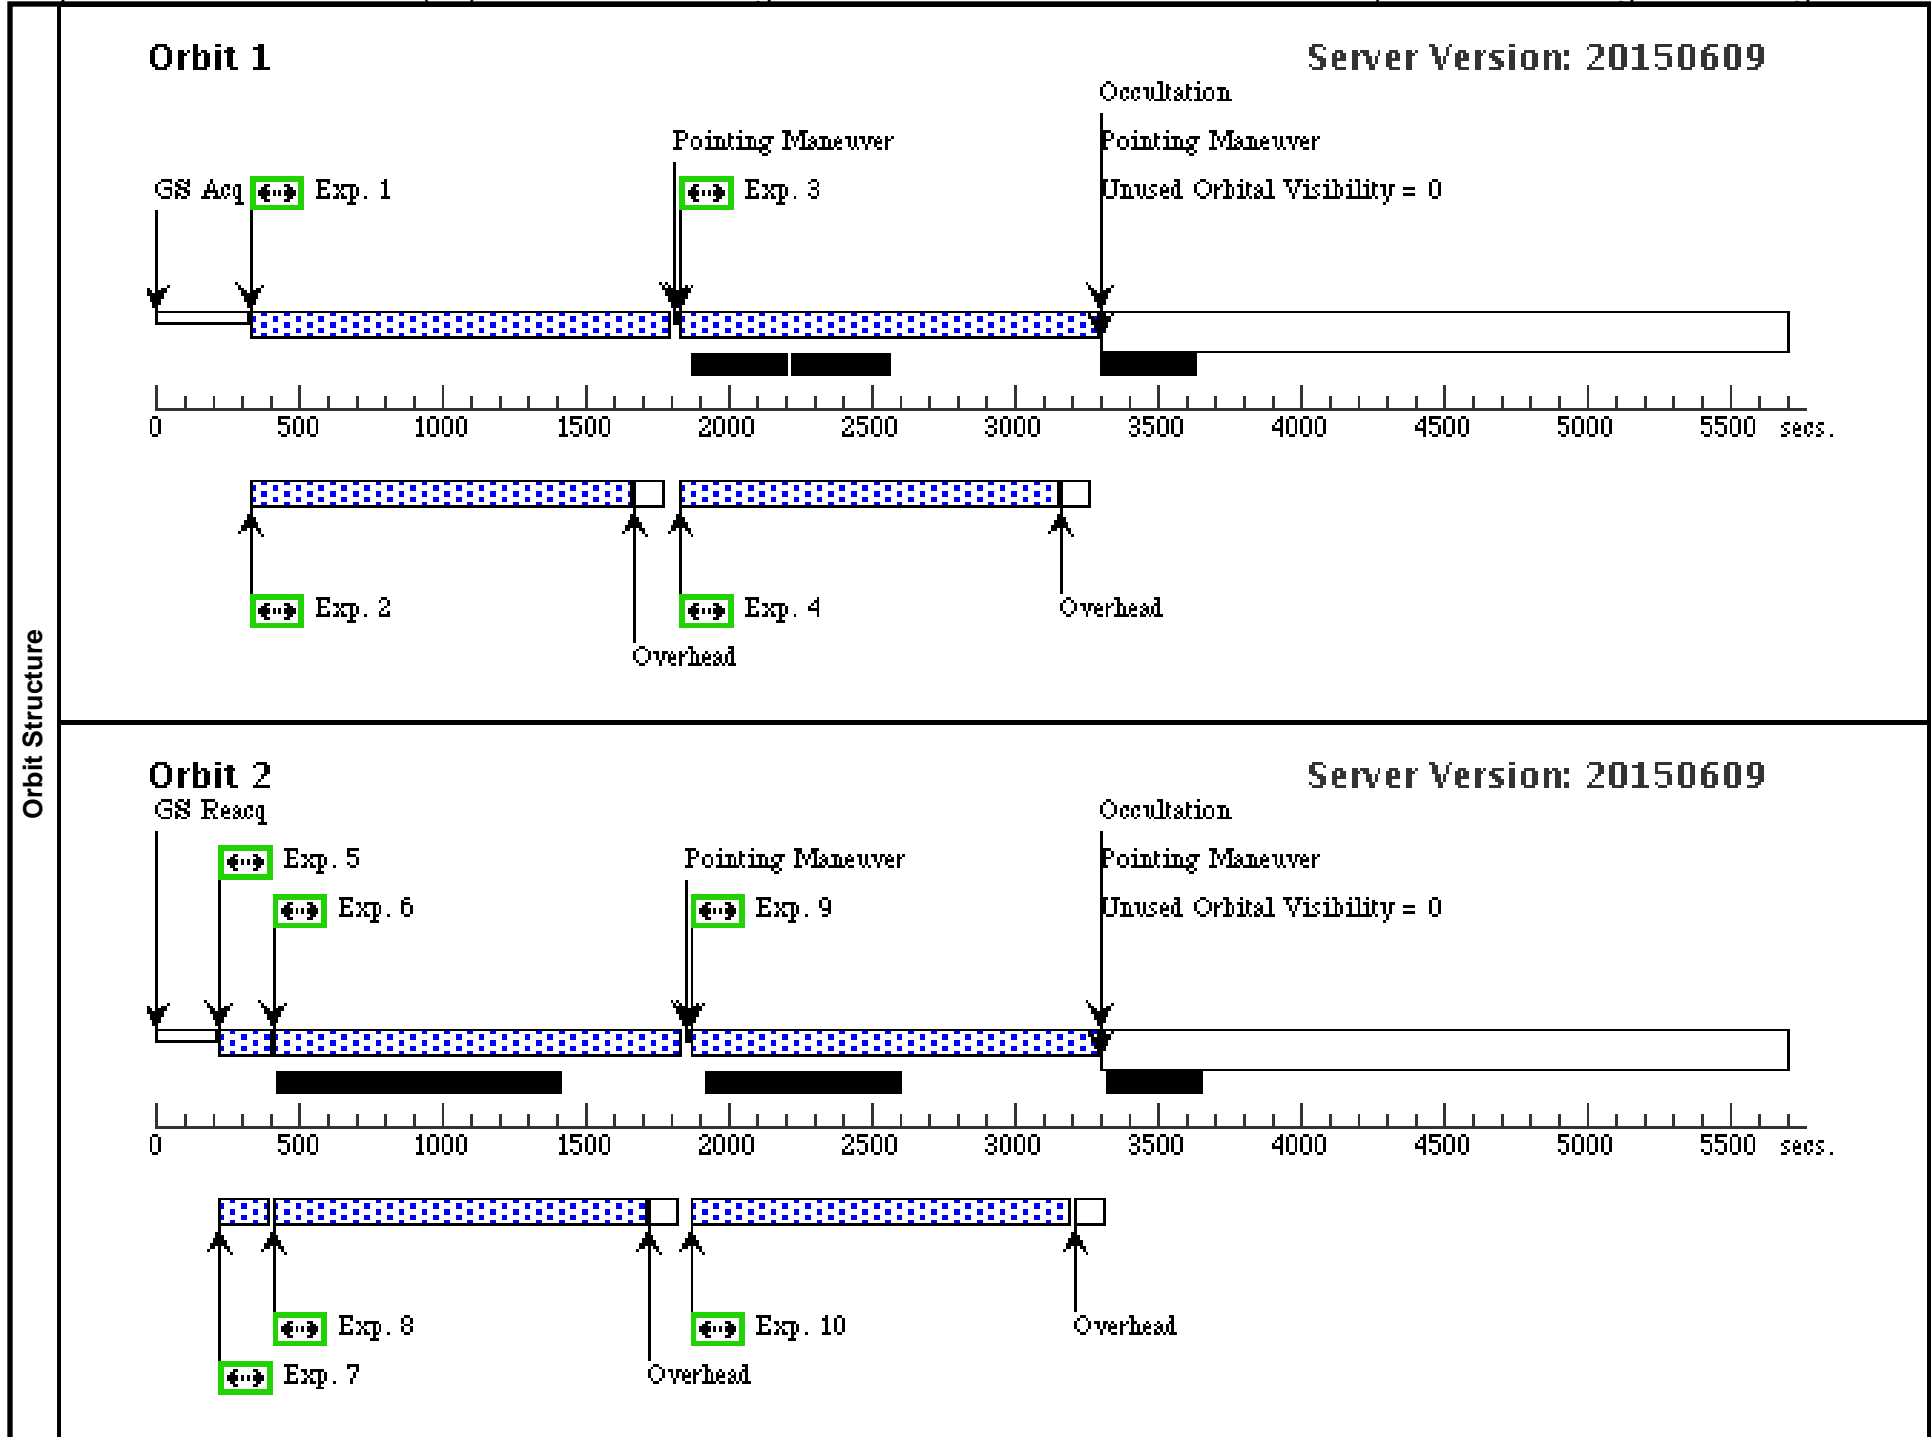 Orbit Structure
Orbit 1
Server Version: 20150609
Occultation
Pointing Maneuver
Pointing Maneuver
GS Acq
Exp. 1
Exp. 3
Unused Orbital Visibility = 0
0 500 1000 1500 2000 2500 3000 3500 4000 4500 5000 5500 secs.
Exp. 2
Exp. 4
Overhead
Overhead
Orbit 2
Server Version: 20150609
GS Reacq
Occultation
Exp. 5
Pointing Maneuver
Pointing Maneuver
Exp. 6
Exp. 9
Unused Orbital Visibility = 0
0 500 1000 1500 2000 2500 3000 3500 4000 4500 5000 5500 secs.
Exp. 8
Exp. 10
Overhead
Exp. 7
Overhead